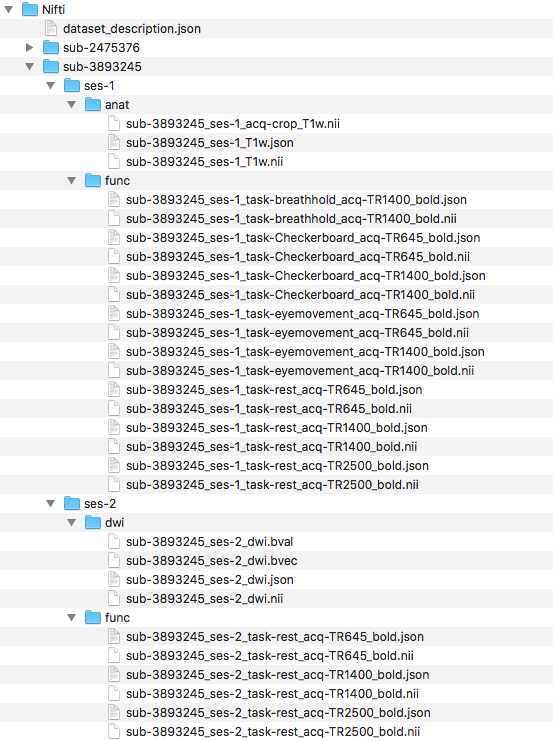 Nifti
dataset_description.json
sub-2475376
sub-3893245
ses-1
anat
sub-3893245_ses-1_acq-crop_T1w.nii
sub-3893245_ses-1_T1w.json
sub-3893245_ses-1_T1w.nii
func
sub-3893245_ses-1_task-breathhold_acq-TR1400_bold.json
sub-3893245_ses-1_task-breathhold_acq-TR1400_bold.nii
sub-3893245_ses-1_task-Checkerboard_acq-TR645_bold.json
sub-3893245_ses-1_task-Checkerboard_acq-TR645_bold.nii
sub-3893245_ses-1_task-Checkerboard_acq-TR1400_bold.json
sub-3893245_ses-1_task-Checkerboard_acq-TR1400_bold.nii
sub-3893245_ses-1_task-eyemovement_acq-TR645_bold.json
sub-3893245_ses-1_task-eyemovement_acq-TR645_bold.nii
sub-3893245_ses-1_task-eyemovement_acq-TR1400_bold.json
sub-3893245_ses-1_task-eyemovement_acq-TR1400_bold.nii
sub-3893245_ses-1_task-rest_acq-TR645_bold.json
sub-3893245_ses-1_task-rest_acq-TR645_bold.nii
sub-3893245_ses-1_task-rest_acq-TR1400_bold.json
sub-3893245_ses-1_task-rest_acq-TR1400_bold.nii
sub-3893245_ses-1_task-rest_acq-TR2500_bold.json
sub-3893245_ses-1_task-rest_acq-TR2500_bold.nii
ses-2
dwi
sub-3893245_ses-2_dwi.bval
sub-3893245_ses-2_dwi.bvec
sub-3893245_ses-2_dwi.json
sub-3893245_ses-2_dwi.nii
func
sub-3893245_ses-2_task-rest_acq-TR645_bold.json
sub-3893245_ses-2_task-rest_acq-TR645_bold.nii
sub-3893245_ses-2_task-rest_acq-TR1400_bold.json
sub-3893245_ses-2_task-rest_acq-TR1400_bold.nii
sub-3893245_ses-2_task-rest_acq-TR2500_bold.json
sub-3893245_ses-2_task-rest_acq-TR2500_bold.nii